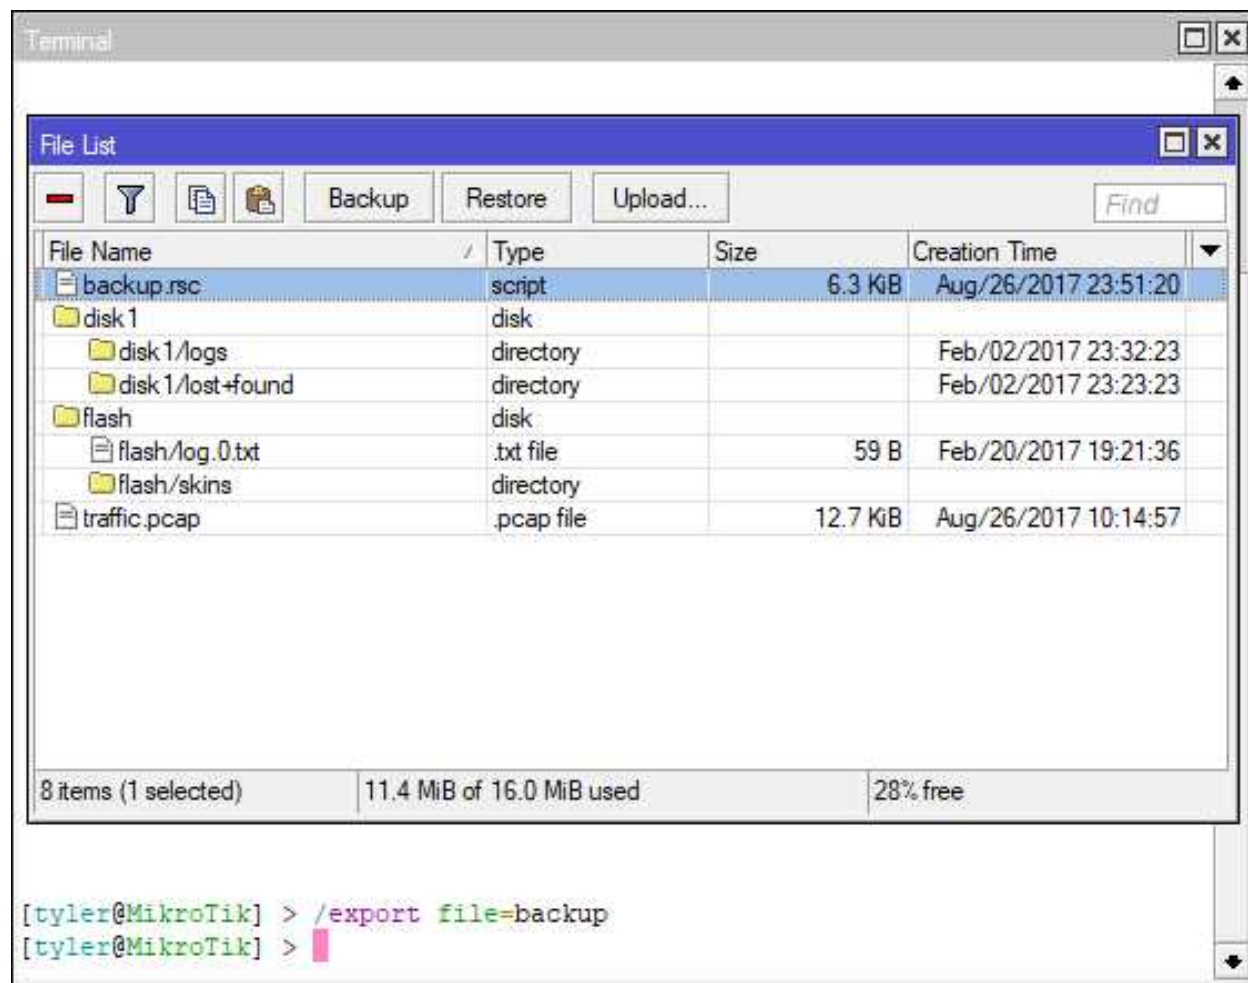 Terminal
File List
Backup Restore Upload... Find
File Name / Type Size Creation Time
backup.rsc script 6.3 KiB Aug/26/2017 23:51:20
disk1 disk
disk1/logs directory Feb/02/2017 23:32:23
disk1/lost+found directory Feb/02/2017 23:23:23
flash disk
flash/log.0.txt .txt file 59 B Feb/20/2017 19:21:36
flash/skins directory
traffic.pcap .pcap file 12.7 KiB Aug/26/2017 10:14:57
8 items (1 selected) 11.4 MiB of 16.0 MiB used 28% free
[tyler@MikroTik] > /export file=backup
[tyler@MikroTik] >